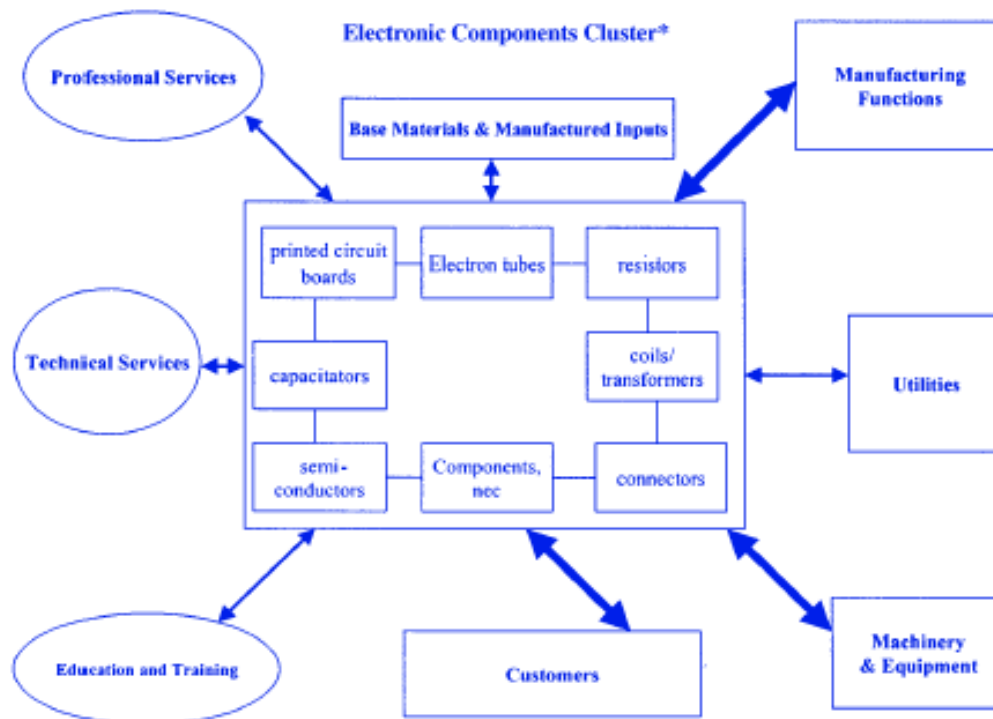 Electronic Components Cluster*
Professional Services
Manufacturing
Functions
Base Materials & Manufactured Inputs
printed circuit
boards
Electron tubes
resistors
Technical Services
capacitators
coils/
transformers
Utilities
semi-
conductors
Components,
nec
connectors
Education and Training
Customers
Machinery
& Equipment